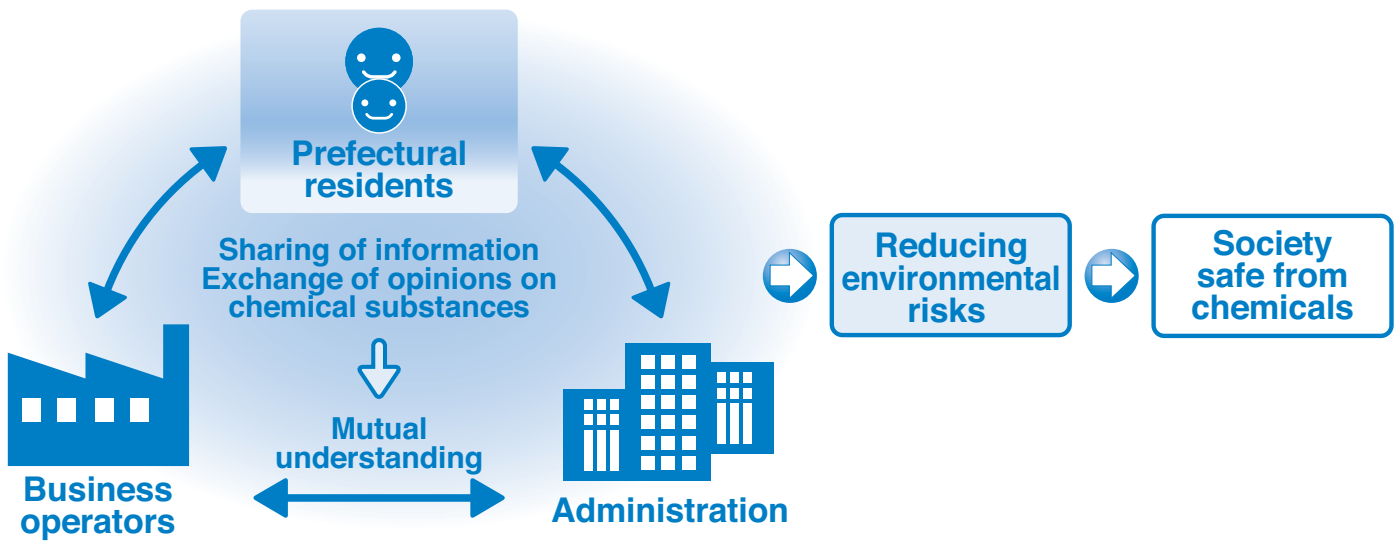 Prefectural
residents
Sharing of information
Exchange of opinions on
chemical substances
Mutual
understanding
Business
operators
Administration
Reducing
environmental
risks
Society
safe from
chemicals